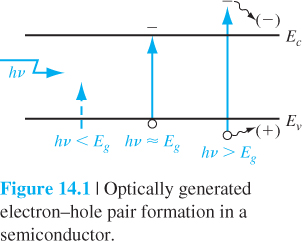 −
(−)
E_c
hν
E_v
(+)
hν < E_g
hν ≈ E_g
hν > E_g
Figure 14.1 | Optically generated
electron–hole pair formation in a
semiconductor.